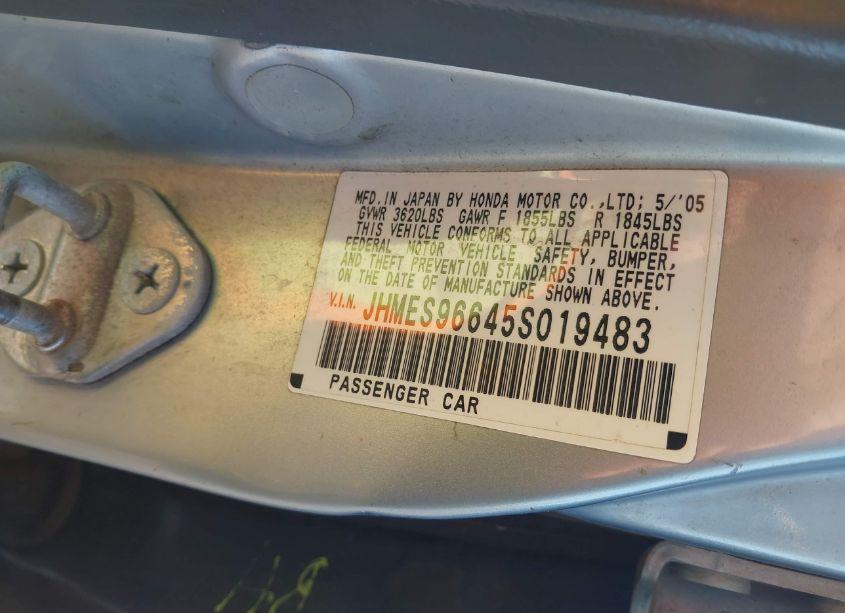 MFD. IN JAPAN BY HONDA MOTOR CO.,LTD; 5/'05
GVWR 3620LBS GAWR F 1855LBS R 1845LBS
THIS VEHICLE CONFORMS TO ALL APPLICABLE
FEDERAL MOTOR VEHICLE SAFETY, BUMPER,
AND THEFT PREVENTION STANDARDS IN EFFECT
ON THE DATE OF MANUFACTURE SHOWN ABOVE.
V.I.N. JHMES96645S019483
PASSENGER CAR